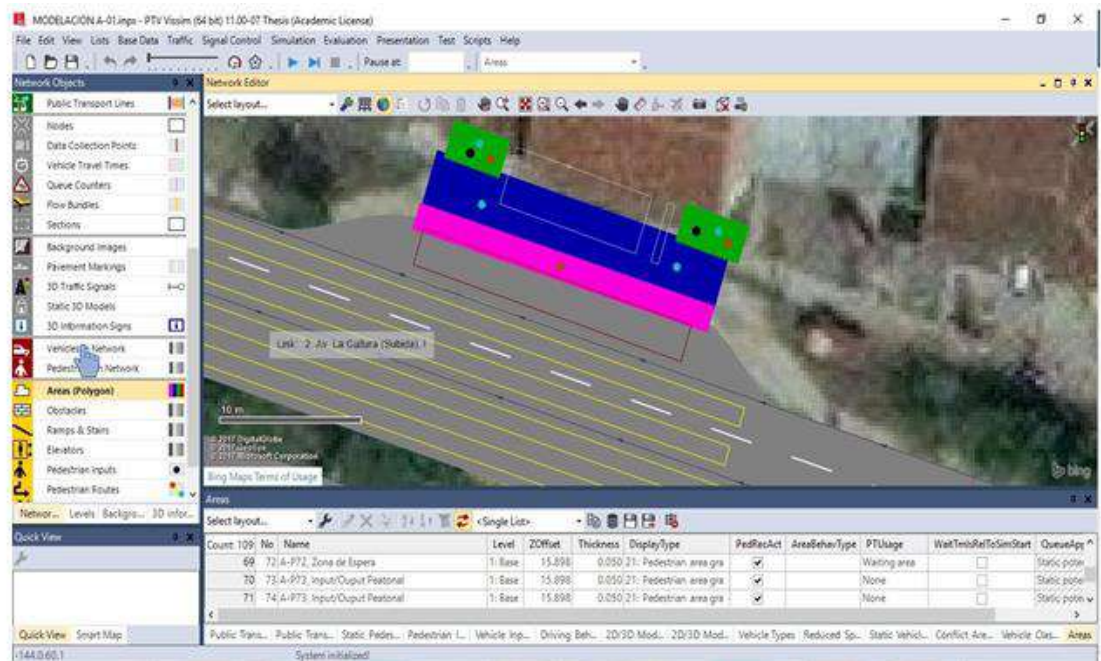 MODELACION A-01.inpx - PTV Vissim (64 bit) 11.00-07 Thesis (Academic License)
File Edit View Lists Base Data Traffic Signal Control Simulation Evaluation Presentation Test Scripts Help
Pause at: Areas
Network Objects
Network Editor
Select layout...
Public Transport Lines
Nodes
Data Collection Points
Vehicle Travel Times
Queue Counters
Flow Bundles
Sections
Background Images
Pavement Markings
3D Traffic Signals
Static 3D Models
3D Information Signs
Vehicles Network
Pedestri n Network
Areas (Polygon)
Obstacles
Ramps & Stairs
Elevators
Pedestrian Inputs
Pedestrian Routes
Networ... Levels Backgro... 3D infor...
Link: 2. Av. La Cultura (Subida),
10 m
© 2017 DigitalGlobe
© 2017 Microsoft Corporation
Bing Maps Terms of Usage
bing
Areas
Select layout... <Single List>
Count: 109 No Name Level ZOffset Thickness DisplayType PedRecAct AreaBehavType PTUsage WaitTmIsRelToSimStart QueueApp
69 72 A-P72, Zona de Espera 1: Base 15.898 0.050 21: Pedestrian area gra Waiting area Static poten
70 73 A-P73, Input/Ouput Peatonal 1: Base 15.898 0.050 21: Pedestrian area gra None Static poten
71 74 A-P73, Input/Ouput Peatonal 1: Base 15.898 0.050 21: Pedestrian area gra None Static poten
Quick View
Quick View Smart Map
Public Trans... Public Trans... Static Pedes... Pedestrian I... Vehicle Inp... Driving Beh... 2D/3D Mod... 2D/3D Mod... Vehicle Types Reduced Sp... Static Vehicl... Conflict Are... Vehicle Clas... Areas
-144.0:60.1 System initialized!